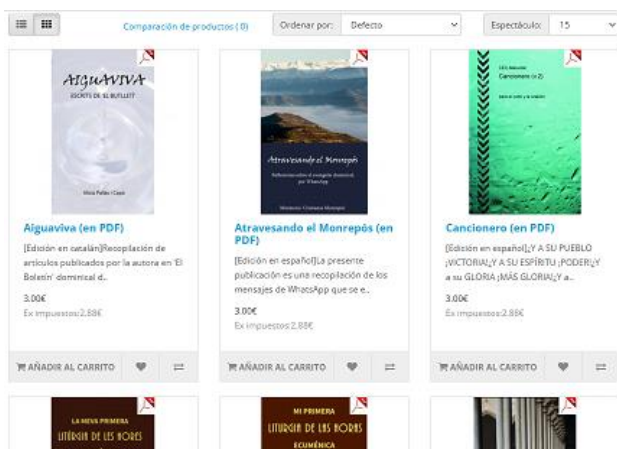 Comparación de productos ( 0)
Ordenar por:
Defecto
Espectáculo:
15
AIGUAVIVA
ESCRITS DE 'EL BUTLLETÍ'
Atravesando el Monrepós
Cancionero (v.2)
Aiguaviva (en PDF)
[Edición en catalán]Recopilación de
artículos publicados por la autora en 'El
Boletín' dominical d..
3.00€
Ex impuestos:2.88€
AÑADIR AL CARRITO
Atravesando el Monrepós (en
PDF)
[Edición en español]La presente
publicación es una recopilación de los
mensajes de WhatsApp que se e..
3.00€
Ex impuestos:2.88€
AÑADIR AL CARRITO
Cancionero (en PDF)
[Edición en español]¿Y A SU PUEBLO
¡VICTORIA!¿Y A SU ESPÍRITU ¡PODER!¿Y
a su GLORIA ¡MÁS GLORIA!¿Y a..
3.00€
Ex impuestos:2.88€
AÑADIR AL CARRITO
LA MEVA PRIMERA
LITÚRGIA DE LES HORES
MI PRIMERA
LITURGIA DE LAS HORAS
ECUMÉNICA